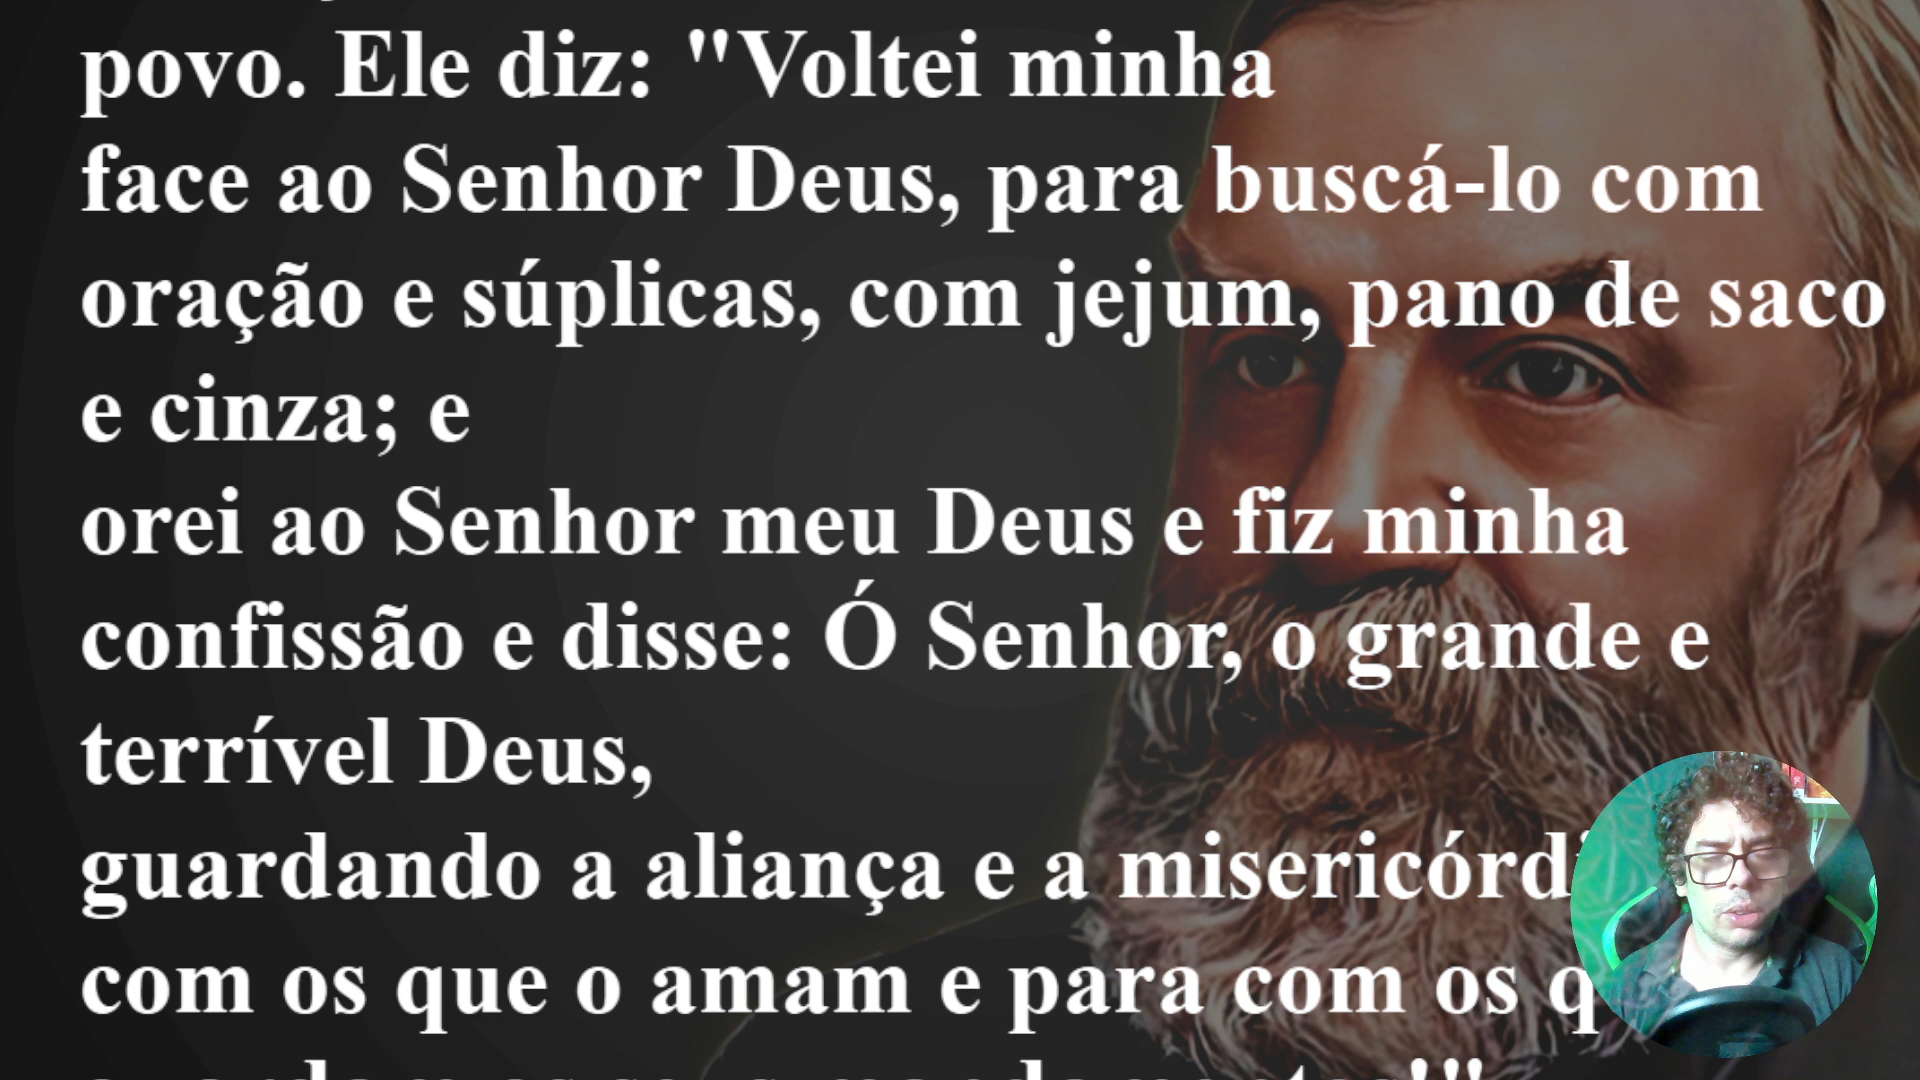 povo. Ele diz: "Voltei minha
face ao Senhor Deus, para buscá-lo com
oração e súplicas, com jejum, pano de saco
e cinza; e
orei ao Senhor meu Deus e fiz minha
confissão e disse: Ó Senhor, o grande e
terrível Deus,
guardando a aliança e a
com os que o amam e para com os